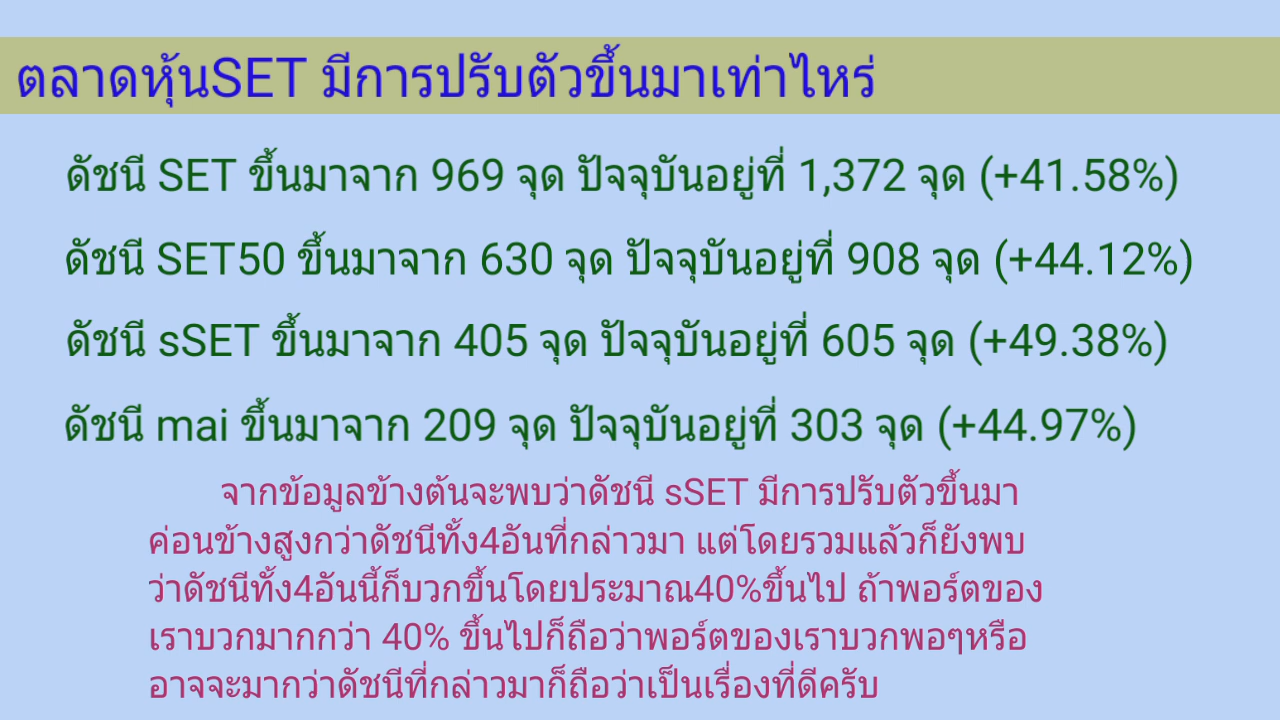 ตลาดหุ้นSET มีการปรับตัวขึ้นมาเท่าไหร่
ดัชนี SET ขึ้นมาจาก 969 จุด ปัจจุบันอยู่ที่ 1,372 จุด (+41.58%)
ดัชนี SET50 ขึ้นมาจาก 630 จุด ปัจจุบันอยู่ที่ 908 จุด (+44.12%)
ดัชนี sSET ขึ้นมาจาก 405 จุด ปัจจุบันอยู่ที่ 605 จุด (+49.38%)
ดัชนี mai ขึ้นมาจาก 209 จุด ปัจจุบันอยู่ที่ 303 จุด (+44.97%)
จากข้อมูลข้างต้นจะพบว่าดัชนี sSET มีการปรับตัวขึ้นมา
ค่อนข้างสูงกว่าดัชนีทั้ง4อันที่กล่าวมา แต่โดยรวมแล้วก็ยังพบ
ว่าดัชนีทั้ง4อันนี้ก็บวกขึ้นโดยประมาณ40%ขึ้นไป ถ้าพอร์ตของ
เราบวกมากกว่า 40% ขึ้นไปก็ถือว่าพอร์ตของเราบวกพอๆหรือ
อาจจะมากว่าดัชนีที่กล่าวมาก็ถือว่าเป็นเรื่องที่ดีครับ